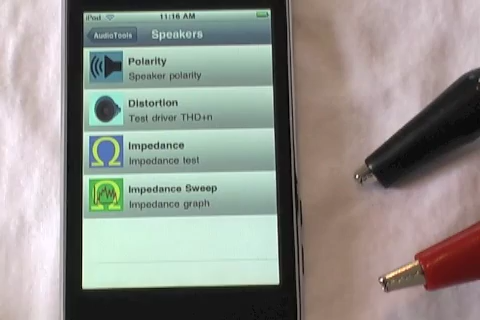 iPod 11:16 AM
AudioTools Speakers
Polarity
Speaker polarity
Distortion
Test driver THD+n
Impedance
Impedance test
Impedance Sweep
Impedance graph